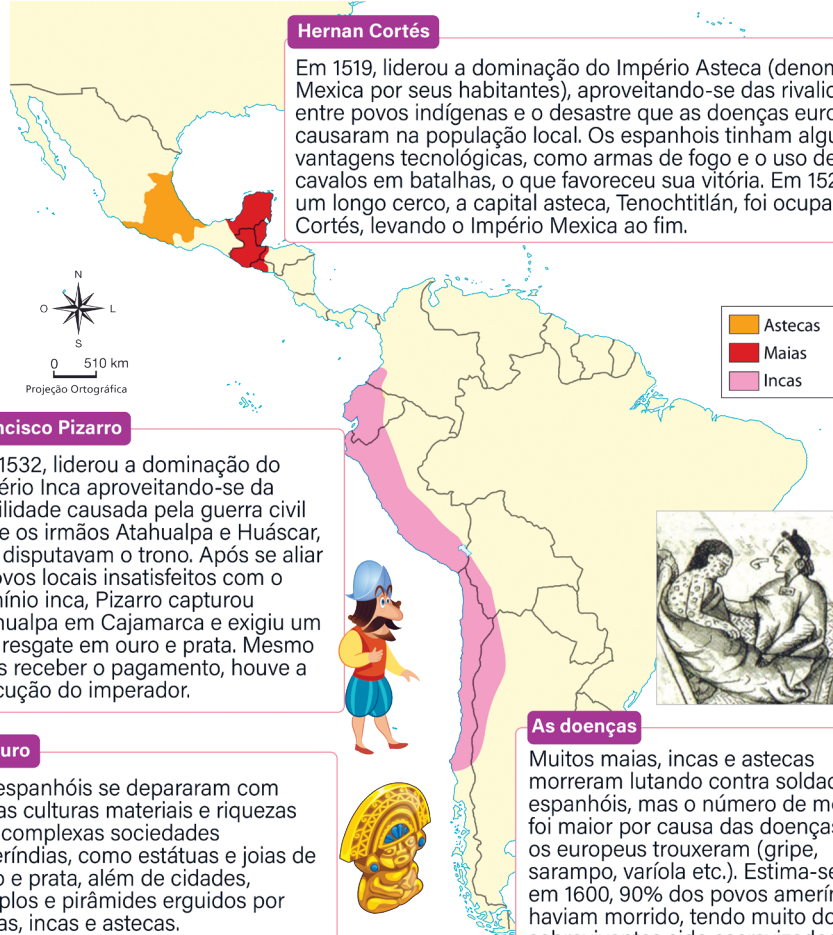 Hernan Cortés
Em 1519, liderou a dominação do Império Asteca (denom
Mexica por seus habitantes), aproveitando-se das rivalid
entre povos indígenas e o desastre que as doenças euro
causaram na população local. Os espanhois tinham algu
vantagens tecnológicas, como armas de fogo e o uso de
cavalos em batalhas, o que favoreceu sua vitória. Em 152
um longo cerco, a capital asteca, Tenochtitlán, foi ocupa
Cortés, levando o Império Mexica ao fim.
N
O L
S
0 510 km
Projeção Ortográfica
Astecas
Maias
Incas
ncisco Pizarro
1532, liderou a dominação do
ério Inca aproveitando-se da
ilidade causada pela guerra civil
e os irmãos Atahualpa e Huáscar,
disputavam o trono. Após se aliar
ovos locais insatisfeitos com o
ínio inca, Pizarro capturou
hualpa em Cajamarca e exigiu um
resgate em ouro e prata. Mesmo
s receber o pagamento, houve a
cução do imperador.
uro
espanhóis se depararam com
as culturas materiais e riquezas
complexas sociedades
eríndias, como estátuas e joias de
o e prata, além de cidades,
plos e pirâmides erguidos por
as, incas e astecas.
As doenças
Muitos maias, incas e astecas
morreram lutando contra soldad
espanhóis, mas o número de mo
foi maior por causa das doenças
os europeus trouxeram (gripe,
sarampo, varíola etc.). Estima-se
em 1600, 90% dos povos amerín
haviam morrido, tendo muito do